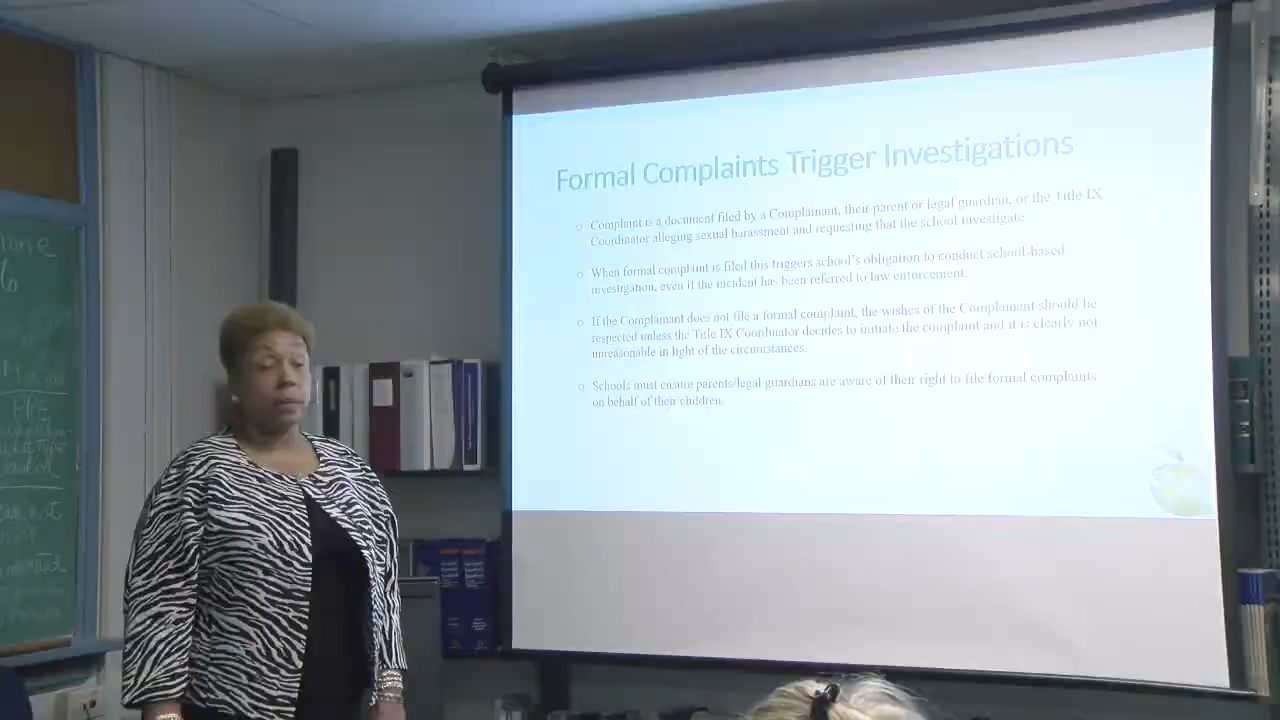 Formal Complaints Trigger Investigations
o Complaint is a document filed by a Complainant, their parent or legal guardian, or the Title IX
Coordinator alleging sexual harassment and requesting that the school investigate
o When formal complaint is filed this triggers school's obligation to conduct school-based
investigation, even if the incident has been referred to law enforcement.
o If the Complainant does not file a formal complaint, the wishes of the Complainant should be
respected unless the Title IX Coordinator decides to initiate the complaint and it is clearly not
unreasonable in light of the circumstances.
o Schools must ensure parents/legal guardians are aware of their right to file formal complaints
on behalf of their children.
PPE